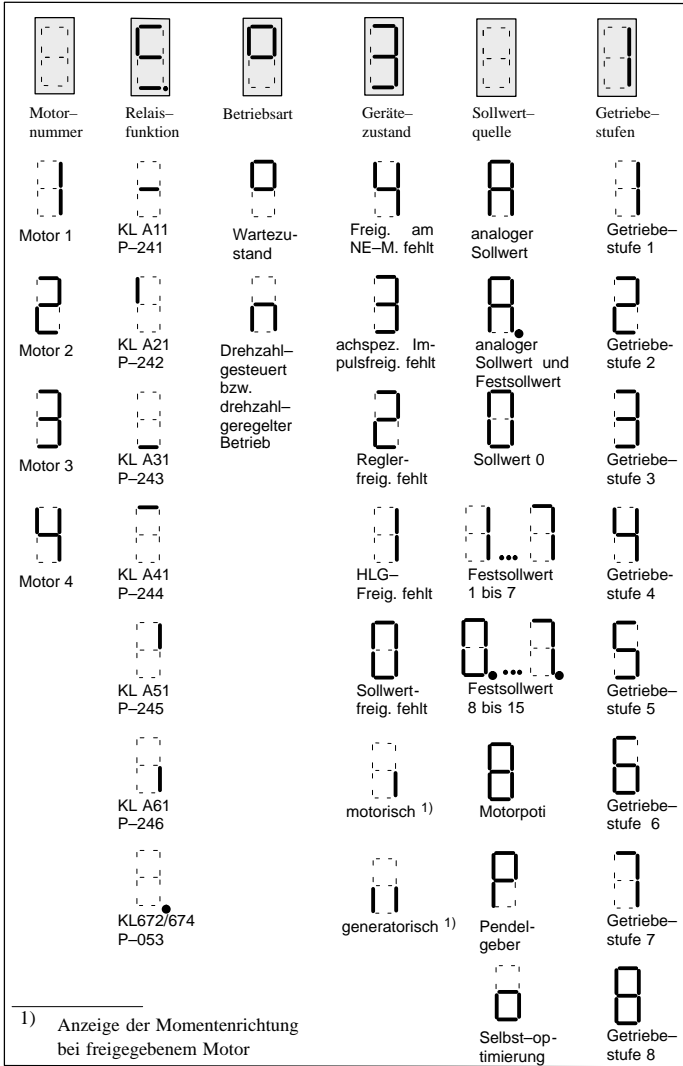 Motor–
nummer
Relais–
funktion
Betriebsart
Geräte–
zustand
Sollwert–
quelle
Getriebe–
stufen
Motor 1
KL A11
P–241
Wartezu-
stand
Freig. am
NE–M. fehlt
analoger
Sollwert
Getriebe–
stufe 1
Motor 2
KL A21
P–242
Drehzahl–
gesteuert
bzw.
drehzahl–
geregelter
Betrieb
achspez. Im-
pulsfreig. fehlt
analoger
Sollwert und
Festsollwert
Getriebe-
stufe 2
Motor 3
KL A31
P–243
Regler-
freig. fehlt
Sollwert 0
Getriebe–
stufe 3
Motor 4
KL A41
P–244
HLG–
Freig. fehlt
Festsollwert
1 bis 7
Getriebe-
stufe 4
KL A51
P–245
Sollwert-
freig. fehlt
Festsollwert
8 bis 15
Getriebe–
stufe 5
KL A61
P–246
motorisch 1)
Motorpoti
Getriebe–
stufe 6
KL672/674
P–053
generatorisch 1)
Pendel-
geber
Getriebe–
stufe 7
Selbst–op-
timierung
Getriebe–
stufe 8
1) Anzeige der Momentenrichtung
bei freigegebenem Motor